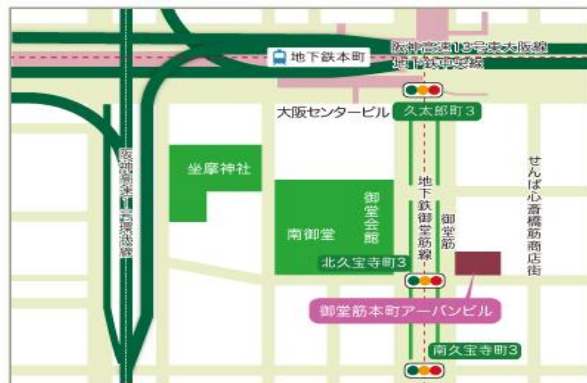 阪神高速13号東大阪線
地下鉄本町
地下鉄中央線
大阪センタービル
久太郎町3
坐摩神社
阪神高速1号環状線
御堂会館
南御堂
地下鉄御堂筋線
御堂筋
せんば心斎橋筋商店街
北久宝寺町3
御堂筋本町アーバンビル
南久宝寺町3